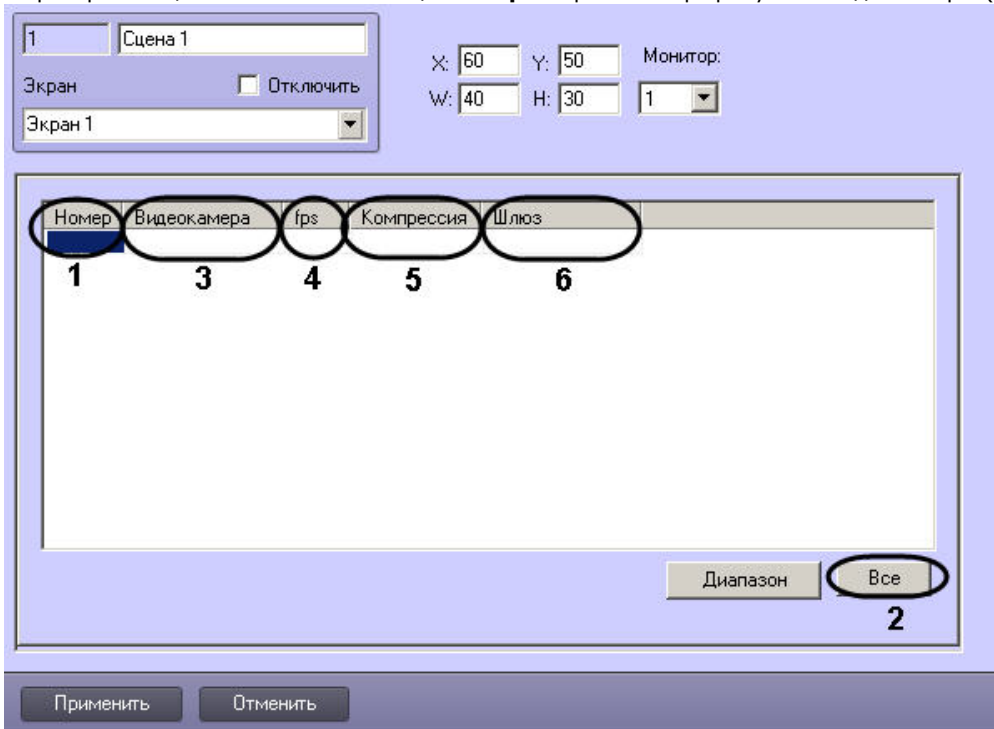 1 Сцена 1
Экран Отключить
Экран 1
X: 60 Y: 50 Монитор:
W: 40 H: 30 1
Номер Видеокамера fps Компрессия Шлюз
1 3 4 5 6
Диапазон Все
2
Применить Отменить